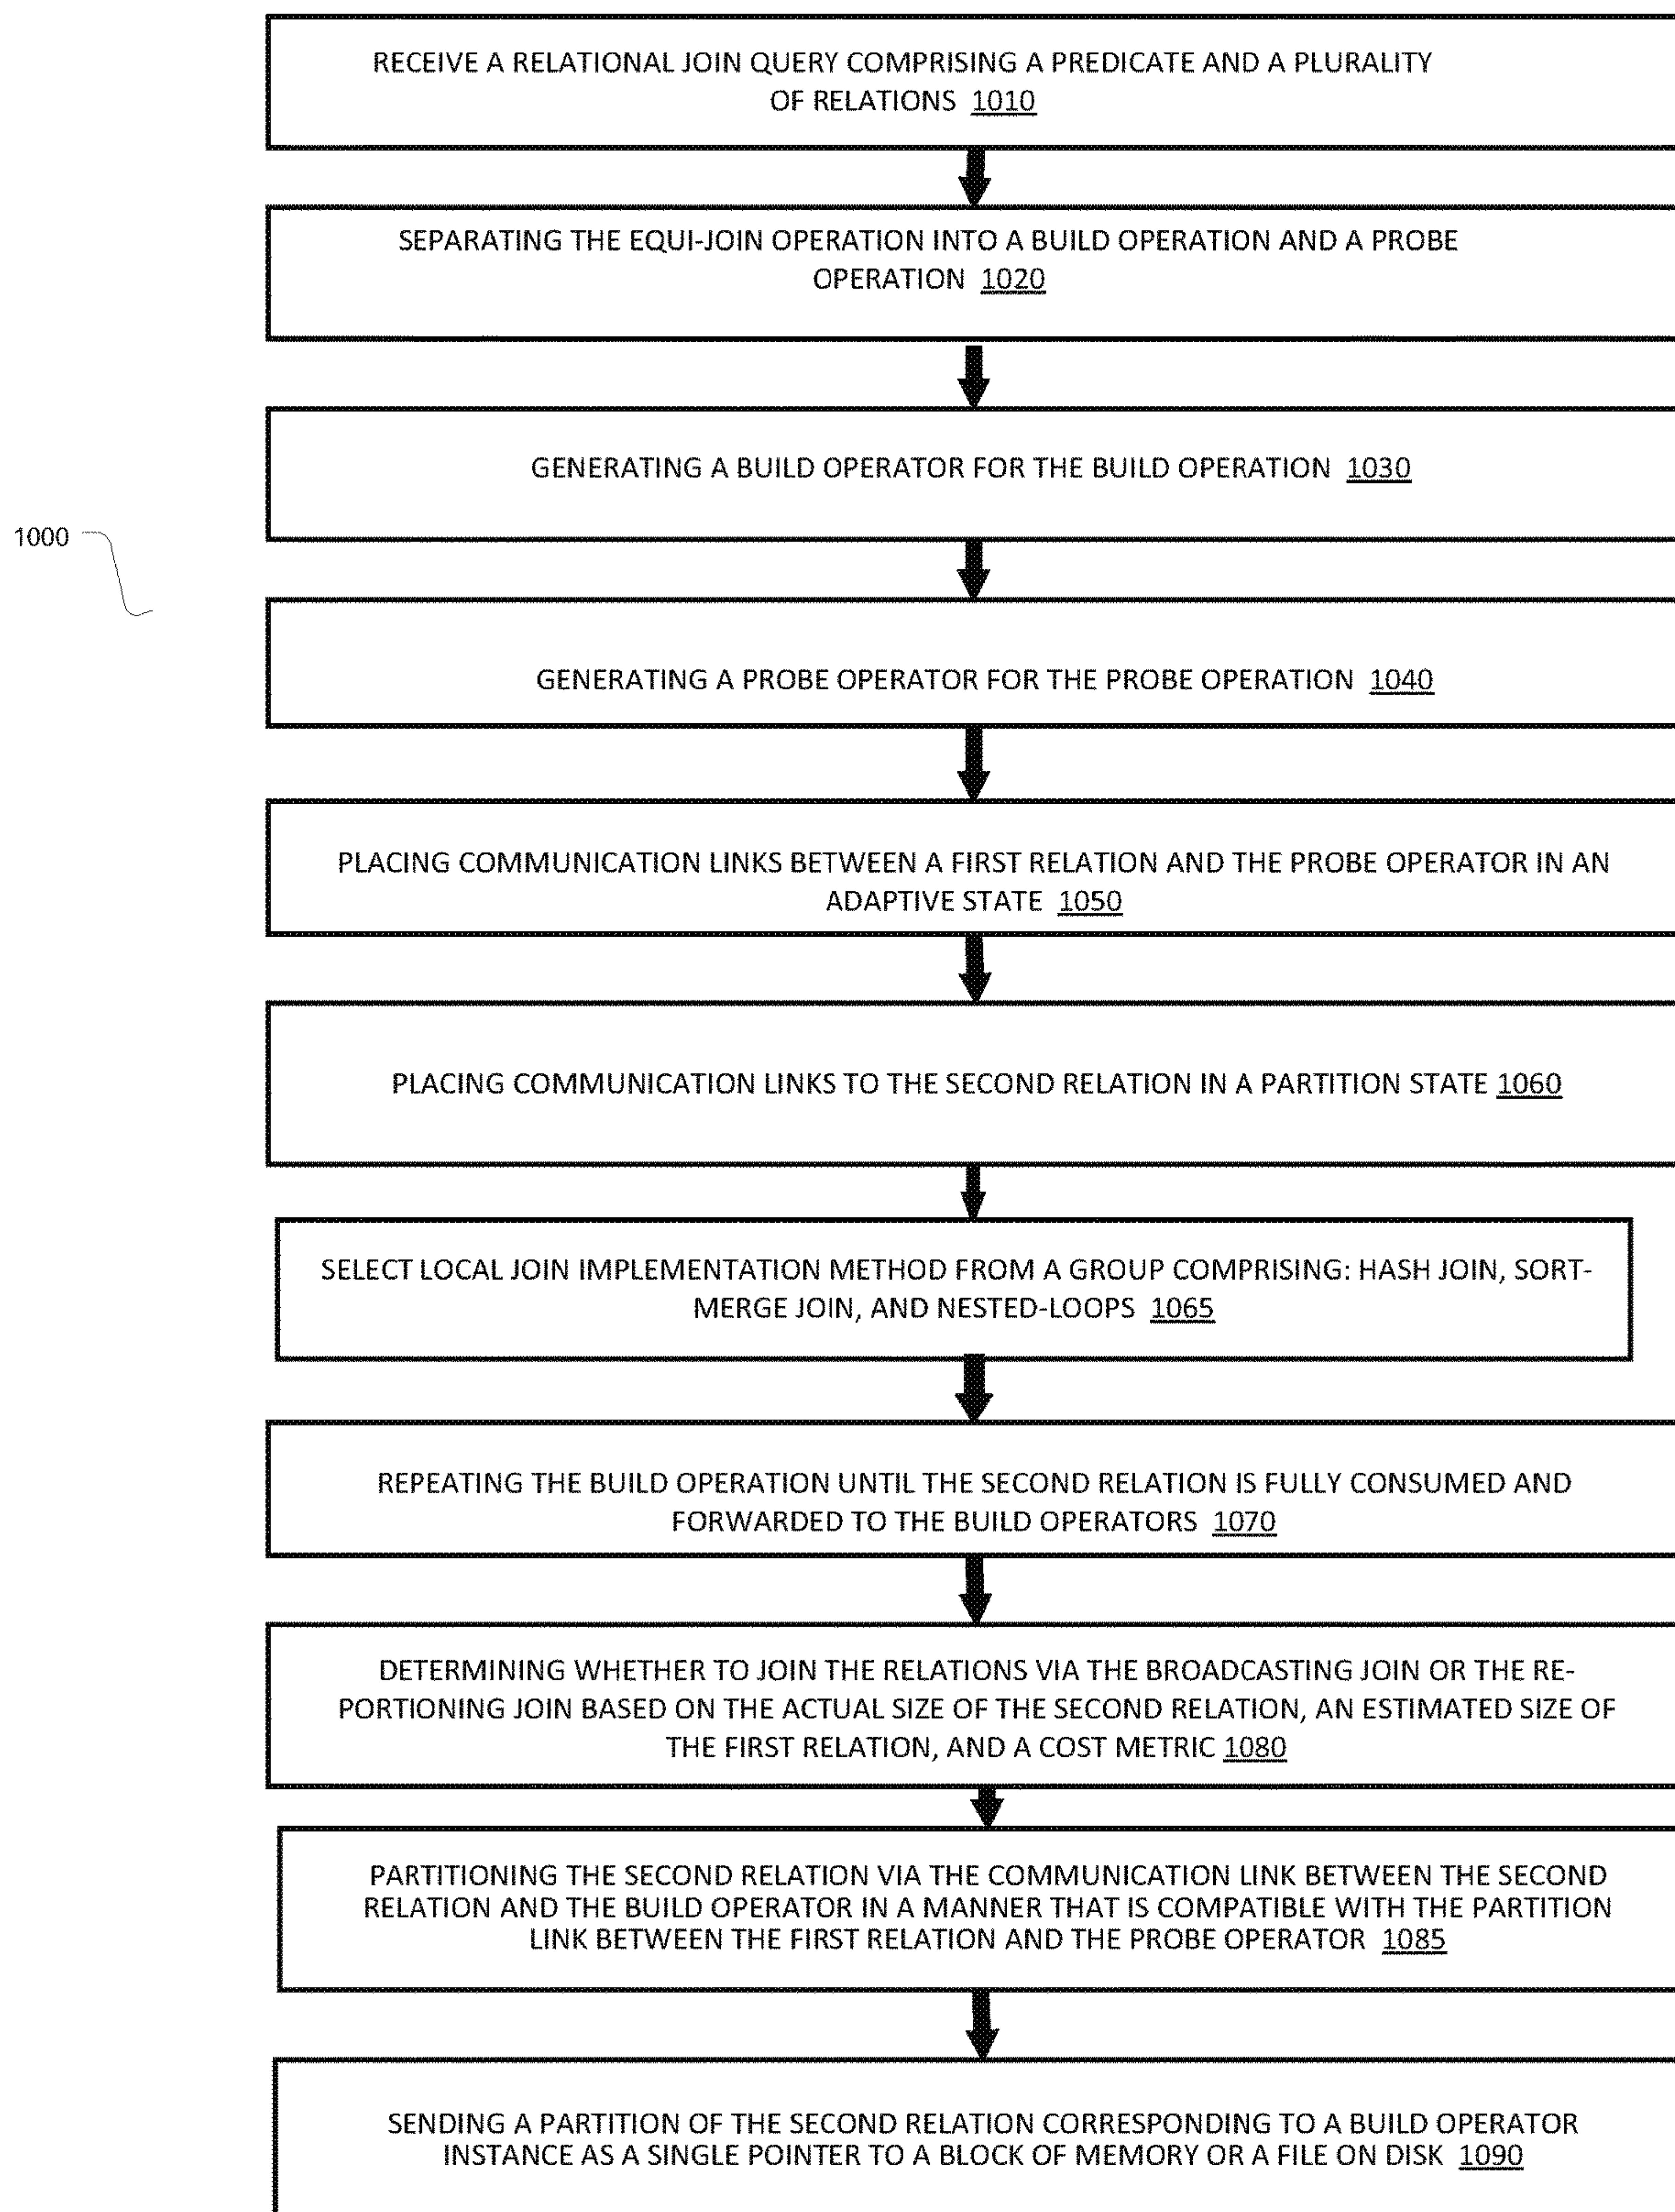 RECEIVE A RELATIONAL JOIN QUERY COMPRISING A PREDICATE AND A PLURALITY
OF RELATIONS 1010
SEPARATING THE EQUI-JOIN OPERATION INTO A BUILD OPERATION AND A PROBE
OPERATION 1020
GENERATING A BUILD OPERATOR FOR THE BUILD OPERATION 1030
1000
GENERATING A PROBE OPERATOR FOR THE PROBE OPERATION 1040
PLACING COMMUNICATION LINKS BETWEEN A FIRST RELATION AND THE PROBE OPERATOR IN AN
ADAPTIVE STATE 1050
PLACING COMMUNICATION LINKS TO THE SECOND RELATION IN A PARTITION STATE 1060
SELECT LOCAL JOIN IMPLEMENTATION METHOD FROM A GROUP COMPRISING: HASH JOIN, SORT-
MERGE JOIN, AND NESTED-LOOPS 1065
REPEATING THE BUILD OPERATION UNTIL THE SECOND RELATION IS FULLY CONSUMED AND
FORWARDED TO THE BUILD OPERATORS 1070
DETERMINING WHETHER TO JOIN THE RELATIONS VIA THE BROADCASTING JOIN OR THE RE-
PORTIONING JOIN BASED ON THE ACTUAL SIZE OF THE SECOND RELATION, AN ESTIMATED SIZE OF
THE FIRST RELATION, AND A COST METRIC 1080
PARTITIONING THE SECOND RELATION VIA THE COMMUNICATION LINK BETWEEN THE SECOND
RELATION AND THE BUILD OPERATOR IN A MANNER THAT IS COMPATIBLE WITH THE PARTITION
LINK BETWEEN THE FIRST RELATION AND THE PROBE OPERATOR 1085
SENDING A PARTITION OF THE SECOND RELATION CORRESPONDING TO A BUILD OPERATOR
INSTANCE AS A SINGLE POINTER TO A BLOCK OF MEMORY OR A FILE ON DISK 1090